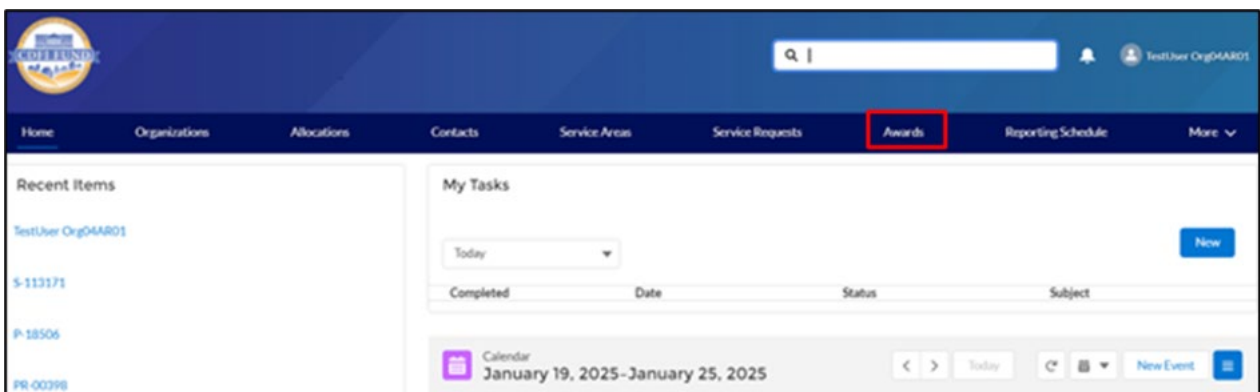 CDFI FUND
TestUser Org04AR01
Home Organizations Allocations Contacts Service Areas Service Requests Awards Reporting Schedule More
Recent Items
TestUser Org04AR01
S-113171
P-18506
PR-00398
My Tasks
Today
New
Completed Date Status Subject
Calendar
January 19, 2025–January 25, 2025
Today
New Event